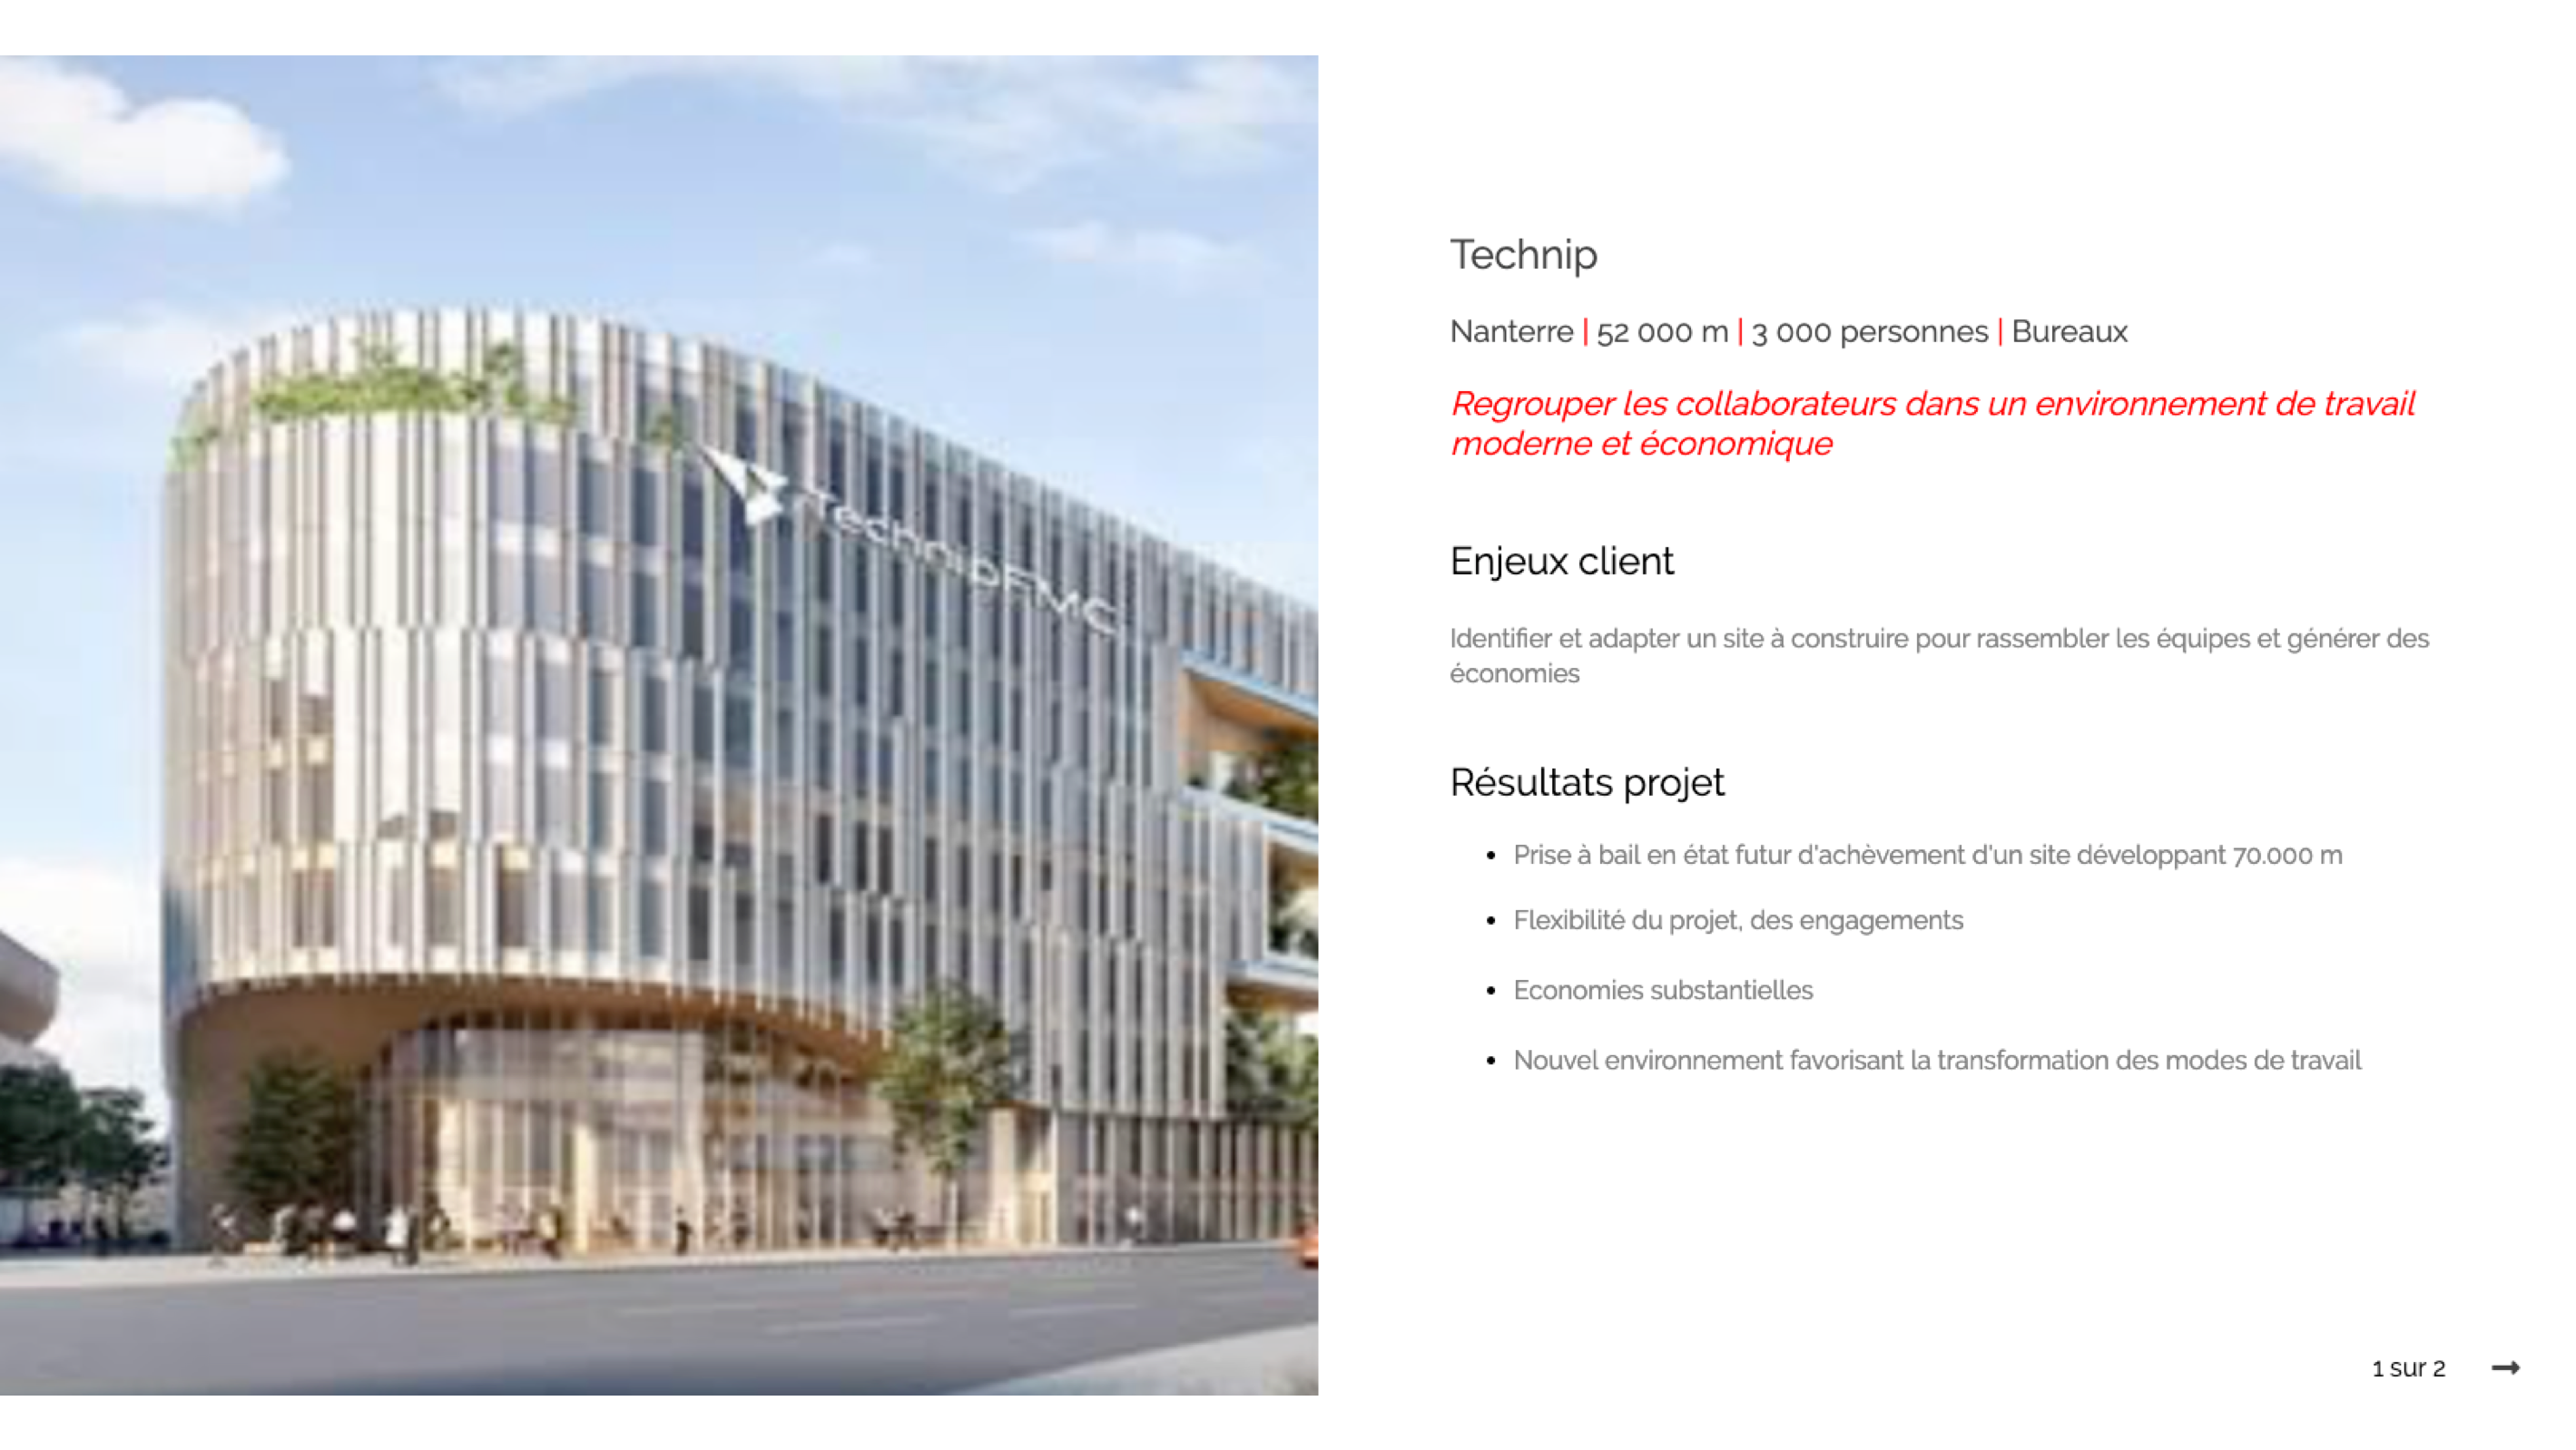 TechnipFMC
Technip
Nanterre | 52 000 m | 3 000 personnes | Bureaux
Regrouper les collaborateurs dans un environnement de travail
moderne et économique
Enjeux client
Identifier et adapter un site à construire pour rassembler les équipes et générer des
économies
Résultats projet
• Prise à bail en état futur d'achèvement d'un site développant 70.000 m
• Flexibilité du projet, des engagements
• Economies substantielles
• Nouvel environnement favorisant la transformation des modes de travail
1 sur 2